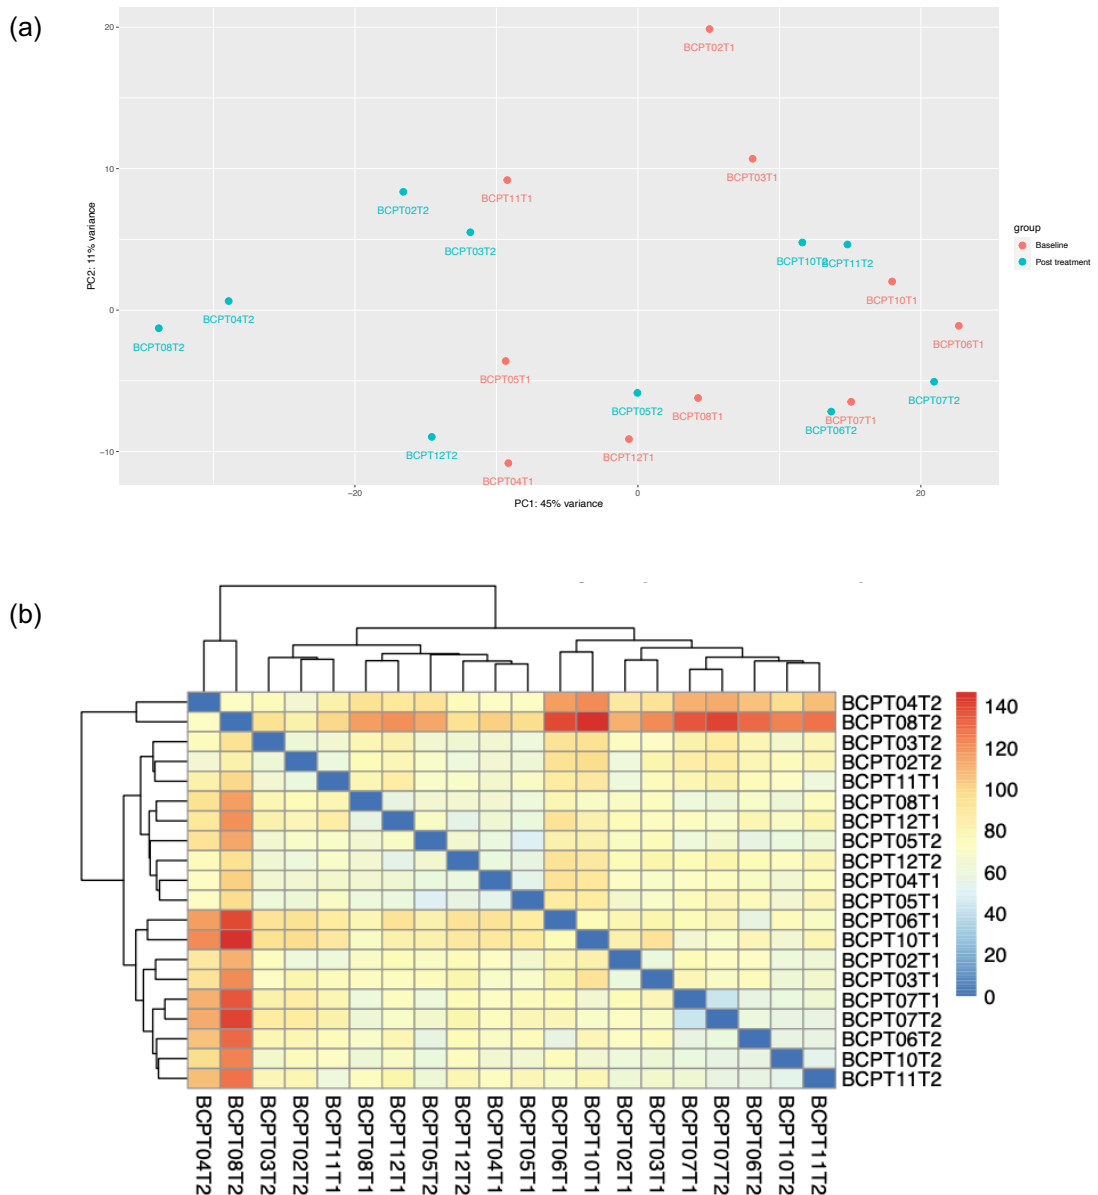 (a)
20
10
0
−10
PC2: 11% variance
BCPT02T1
BCPT03T1
BCPT11T1
BCPT02T2
BCPT03T2
BCPT10T2
BCPT11T2
BCPT10T1
BCPT04T2
BCPT08T2
BCPT06T1
BCPT05T1
BCPT07T2
BCPT05T2
BCPT08T1
BCPT07T1
BCPT06T2
BCPT12T2
BCPT12T1
BCPT04T1
−20
0
20
PC1: 45% variance
group
Baseline
Post treatment
(b)
BCPT04T2
BCPT08T2
BCPT03T2
BCPT02T2
BCPT11T1
BCPT08T1
BCPT12T1
BCPT05T2
BCPT12T2
BCPT04T1
BCPT05T1
BCPT06T1
BCPT10T1
BCPT02T1
BCPT03T1
BCPT07T1
BCPT07T2
BCPT06T2
BCPT10T2
BCPT11T2
140
120
100
80
60
40
20
0
BCPT04T2
BCPT08T2
BCPT03T2
BCPT02T2
BCPT11T1
BCPT08T1
BCPT12T1
BCPT05T2
BCPT12T2
BCPT04T1
BCPT05T1
BCPT06T1
BCPT10T1
BCPT02T1
BCPT03T1
BCPT07T1
BCPT07T2
BCPT06T2
BCPT10T2
BCPT11T2